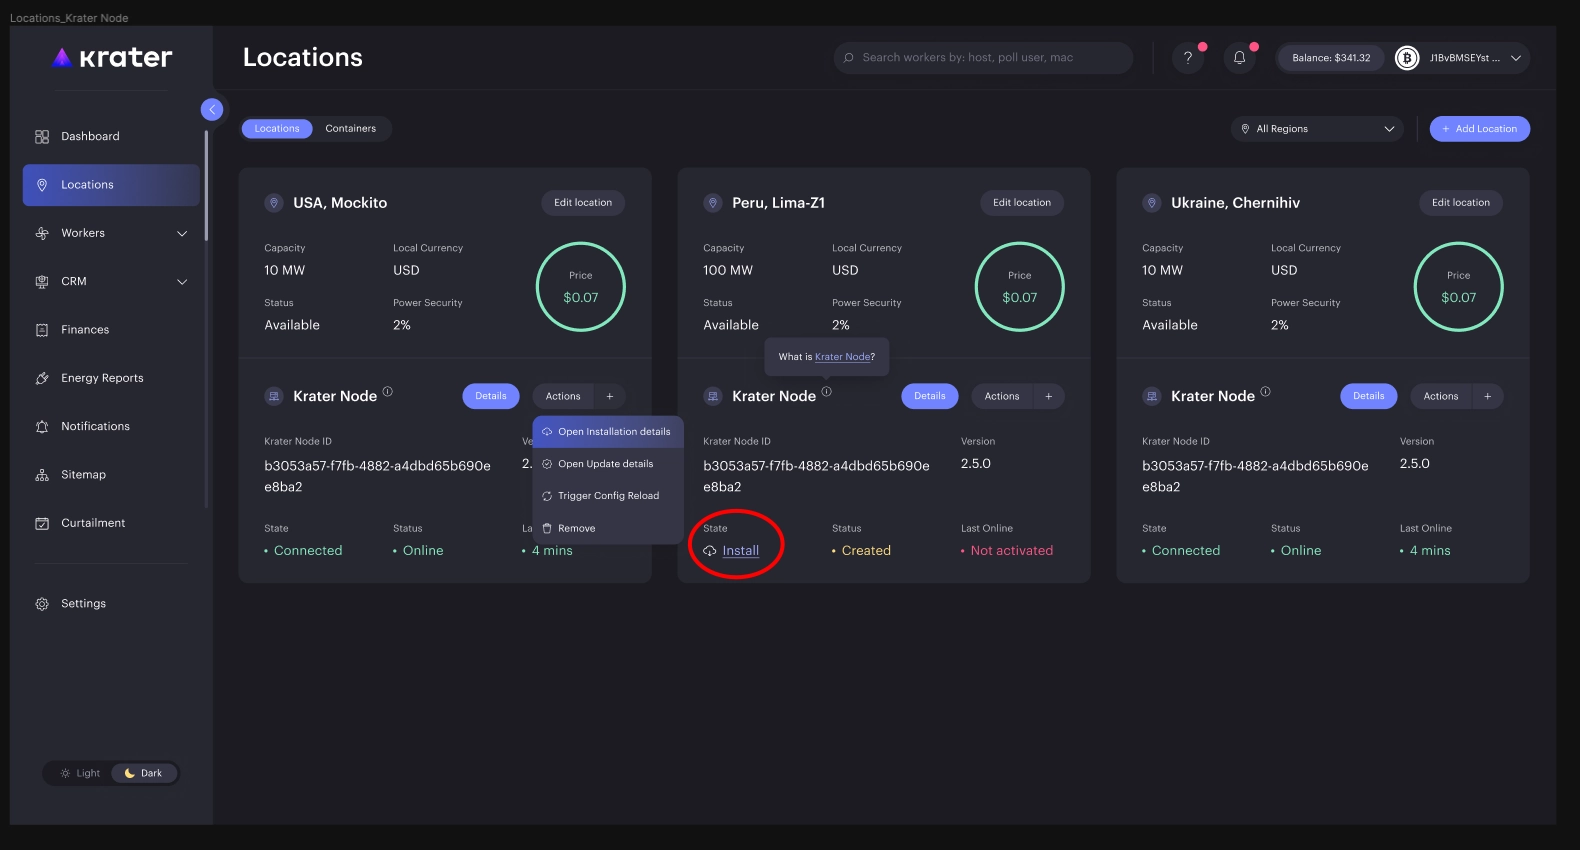 Locations_Krater Node
krater
Locations
Search workers by: host, poll user, mac
?
Balance: $341.32
J1BvBMSEYst ...
Dashboard
Locations
Workers
CRM
Finances
Energy Reports
Notifications
Sitemap
Curtailment
Settings
Light
Dark
Locations
Containers
All Regions
+ Add Location
USA, Mockito
Edit location
Capacity
Local Currency
10 MW
USD
Price
$0.07
Status
Power Security
Available
2%
Krater Node
Details
Actions
+
Open Installation details
Open Update details
Trigger Config Reload
Remove
Krater Node ID
Ve
b3053a57-f7fb-4882-a4dbd65b690e
e8ba2
2.
State
Status
La
Connected
Online
4 mins
Peru, Lima-Z1
Edit location
Capacity
Local Currency
100 MW
USD
Price
$0.07
Status
Power Security
Available
2%
What is Krater Node?
Krater Node
Details
Actions
+
Krater Node ID
Version
b3053a57-f7fb-4882-a4dbd65b690e
e8ba2
2.5.0
State
Status
Last Online
Install
Created
Not activated
Ukraine, Chernihiv
Edit location
Capacity
Local Currency
10 MW
USD
Price
$0.07
Status
Power Security
Available
2%
Krater Node
Details
Actions
+
Krater Node ID
Version
b3053a57-f7fb-4882-a4dbd65b690e
e8ba2
2.5.0
State
Status
Last Online
Connected
Online
4 mins